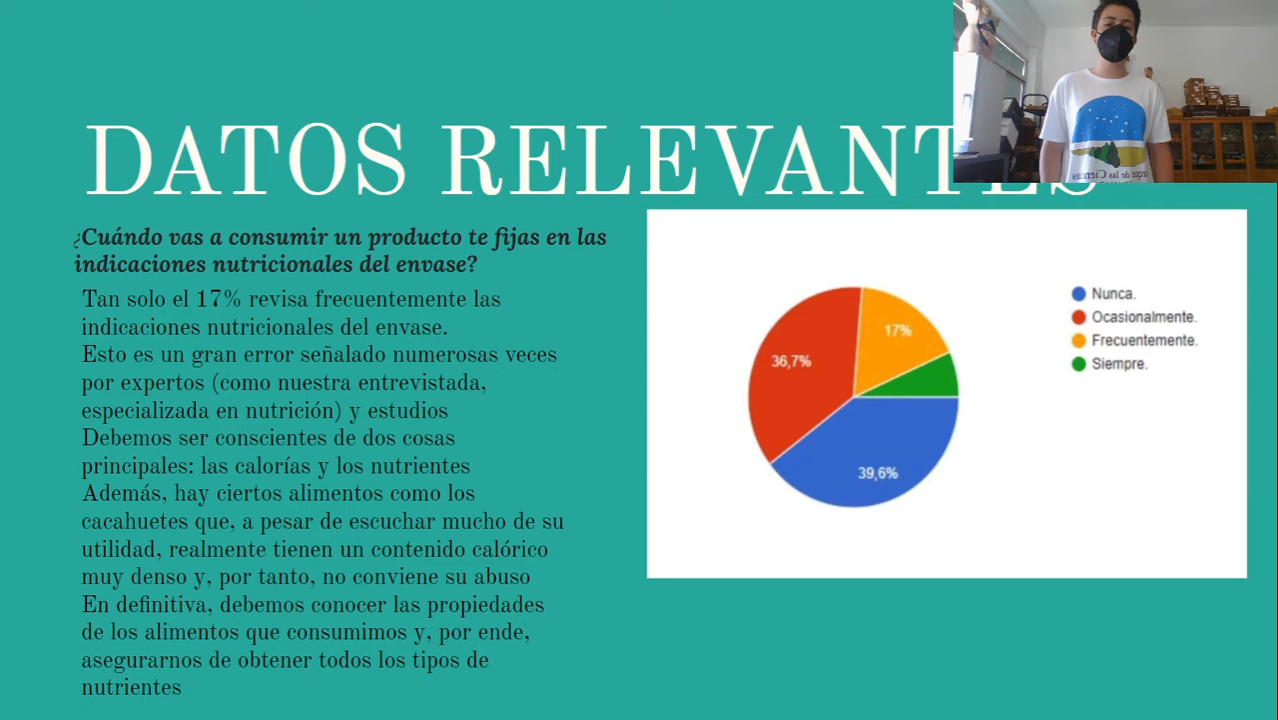 DATOS RELEVANTES
¿Cuándo vas a consumir un producto te fijas en las
indicaciones nutricionales del envase?
Tan solo el 17% revisa frecuentemente las
indicaciones nutricionales del envase.
Esto es un gran error señalado numerosas veces
por expertos (como nuestra entrevistada,
especializada en nutrición) y estudios
Debemos ser conscientes de dos cosas
principales: las calorías y los nutrientes
Además, hay ciertos alimentos como los
cacahuetes que, a pesar de escuchar mucho de su
utilidad, realmente tienen un contenido calórico
muy denso y, por tanto, no conviene su abuso
En definitiva, debemos conocer las propiedades
de los alimentos que consumimos y, por ende,
asegurarnos de obtener todos los tipos de
nutrientes
17%
36,7%
39,6%
Nunca.
Ocasionalmente.
Frecuentemente.
Siempre.
rque de las Ciencias